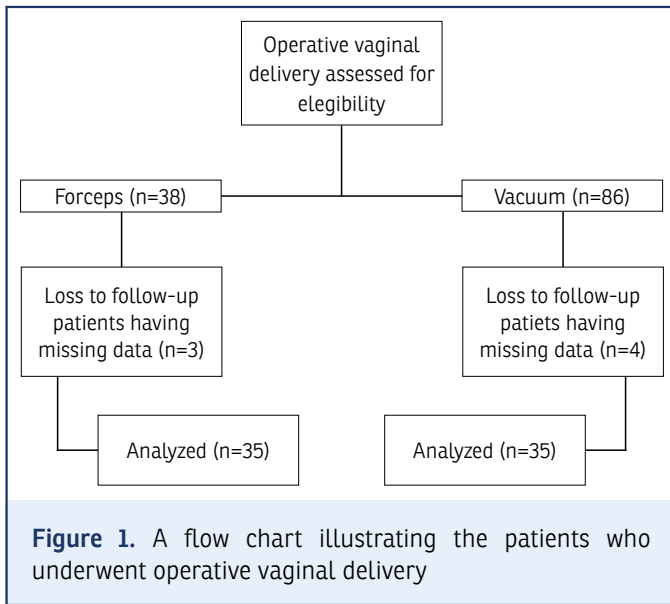 Operative vaginal
delivery assessed for
elegibility
Forceps (n=38)
Vacuum (n=86)
Loss to follow-up
patients having
missing data (n=3)
Loss to follow-up
patiets having
missing data (n=4)
Analyzed (n=35)
Analyzed (n=35)
Figure 1. A flow chart illustrating the patients who
underwent operative vaginal delivery